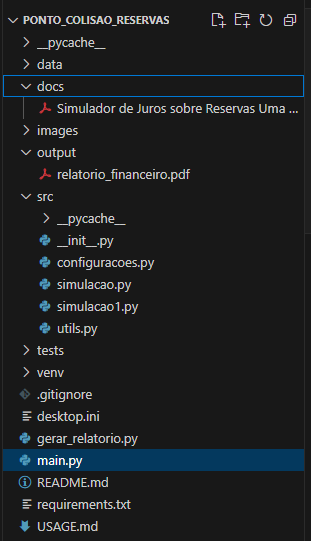 PONTO_COLISAO_RESERVAS
__pycache__
data
docs
Simulador de Juros sobre Reservas Uma ...
images
output
relatorio_financeiro.pdf
src
__pycache__
__init__.py
configuracoes.py
simulacao.py
simulacao1.py
utils.py
tests
venv
.gitignore
desktop.ini
gerar_relatorio.py
main.py
README.md
requirements.txt
USAGE.md